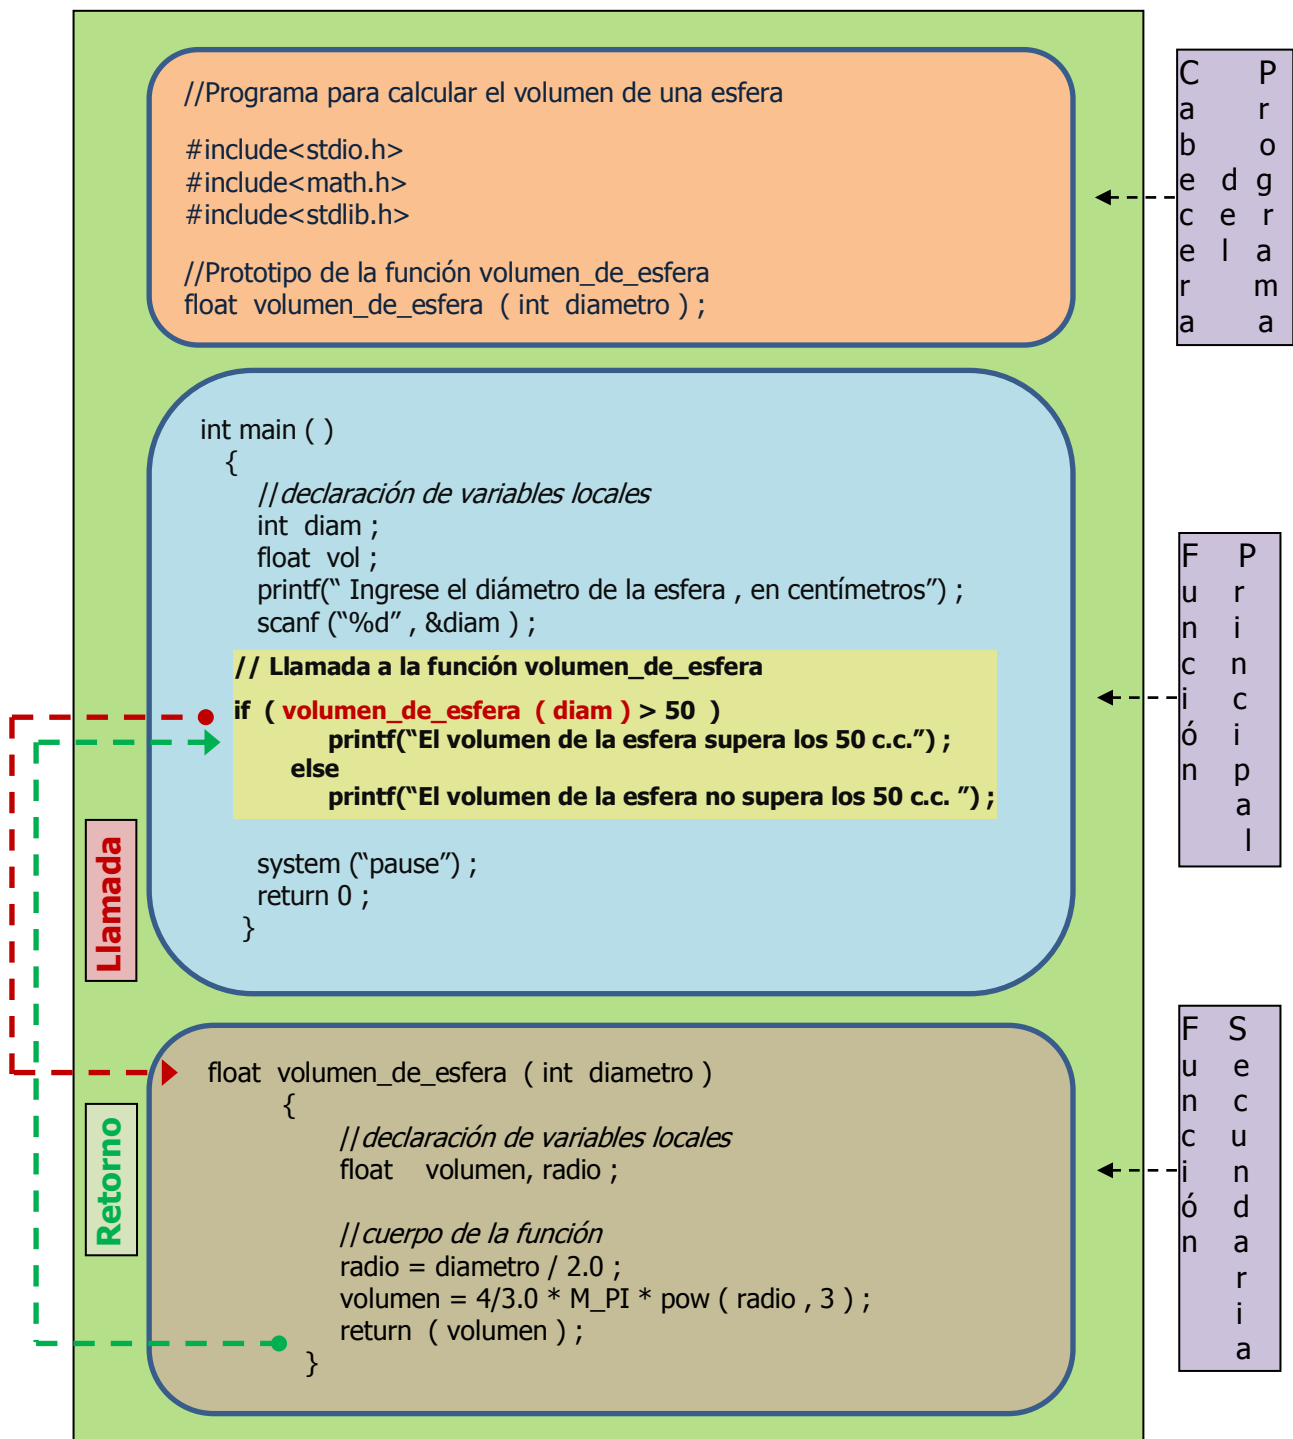 //Programa para calcular el volumen de una esfera
#include<stdio.h>
#include<math.h>
#include<stdlib.h>
//Prototipo de la función volumen_de_esfera
float volumen_de_esfera ( int diametro ) ;
Cabecera del Programa
int main ( )
{
//declaración de variables locales
int diam ;
float vol ;
printf(“ Ingrese el diámetro de la esfera , en centímetros”) ;
scanf (“%d” , &diam ) ;
// Llamada a la función volumen_de_esfera
if ( volumen_de_esfera ( diam ) > 50 )
printf(“El volumen de la esfera supera los 50 c.c.”) ;
else
printf(“El volumen de la esfera no supera los 50 c.c. ”) ;
system (“pause”) ;
return 0 ;
}
Función Principal
Llamada
float volumen_de_esfera ( int diametro )
{
//declaración de variables locales
float volumen, radio ;
//cuerpo de la función
radio = diametro / 2.0 ;
volumen = 4/3.0 * M_PI * pow ( radio , 3 ) ;
return ( volumen ) ;
}
Retorno
Función Secundaria